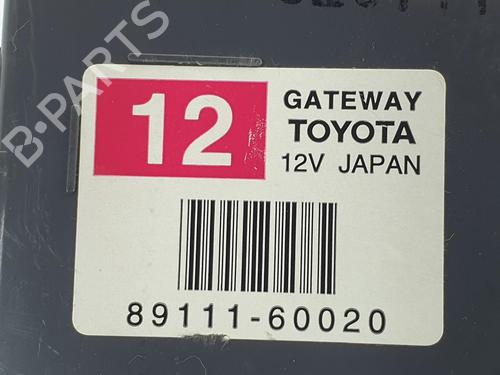 12
GATEWAY
TOYOTA
12V JAPAN
89111-60020
B-PARTS